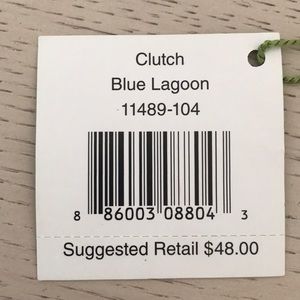 Clutch
Blue Lagoon
11489-104
8 86003 08804 3
Suggested Retail $48.00